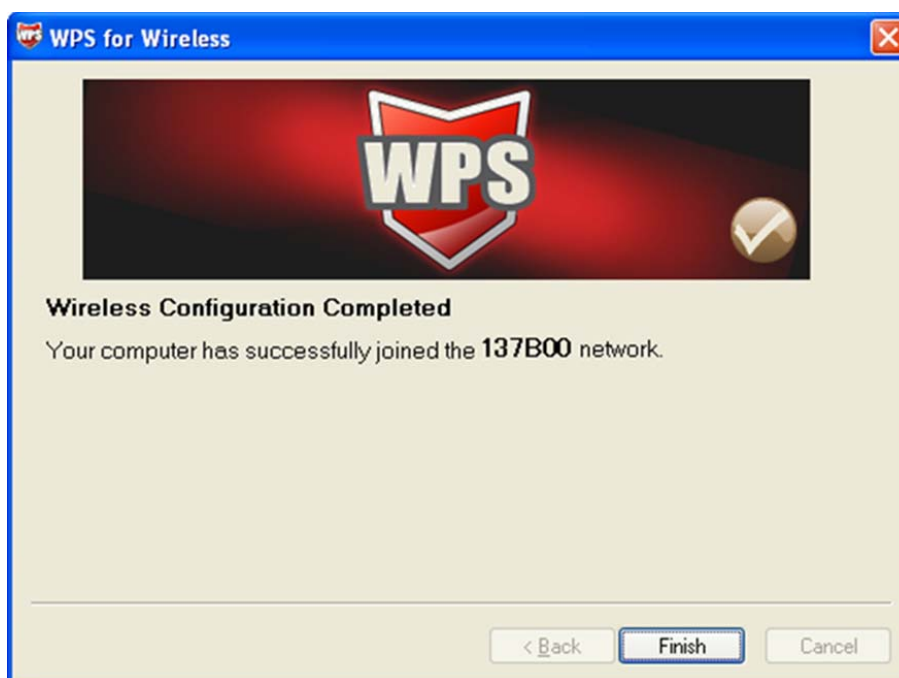 WPS for Wireless
WPS
Wireless Configuration Completed
Your computer has successfully joined the 137B00 network.
< Back Finish Cancel